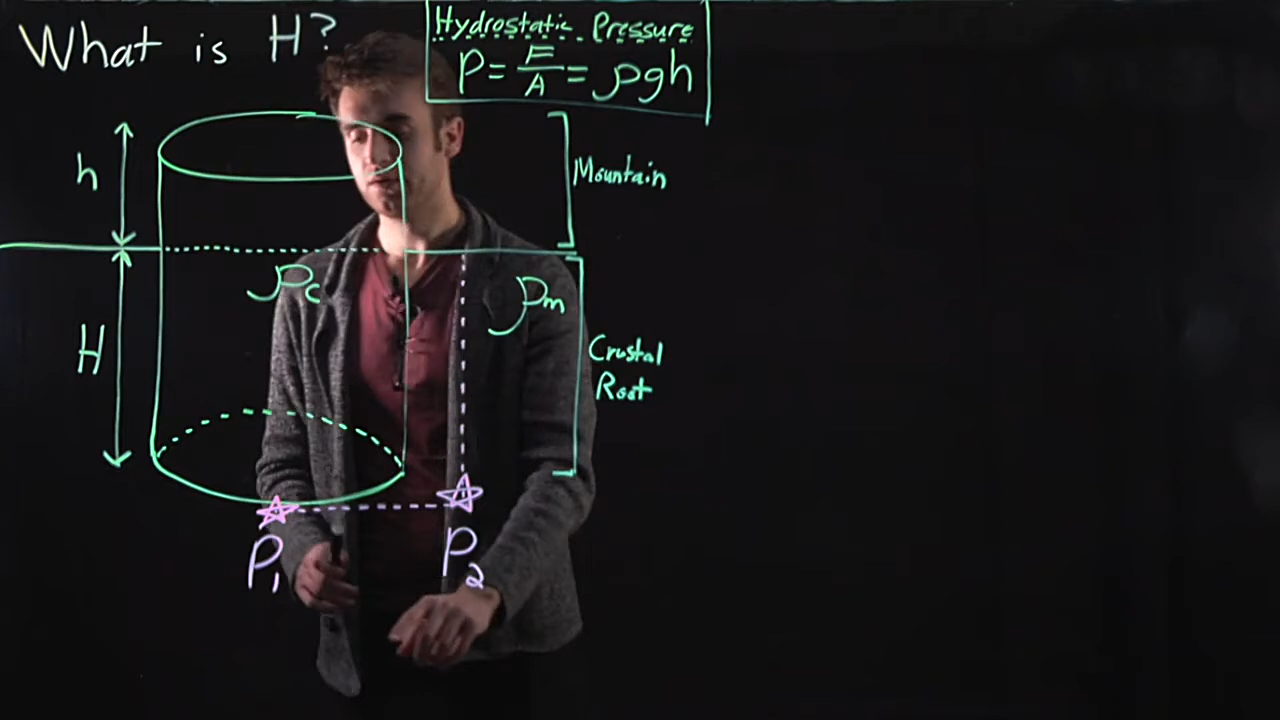 What is H?
Hydrostatic Pressure
P = F/A = ρgh
h
Mountain
ρc
ρm
H
Crustal
Root
P1
P2